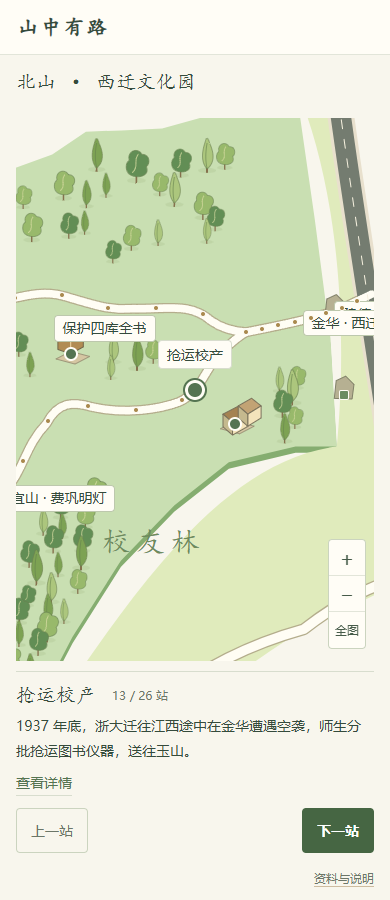 山中有路
北山 • 西迁文化园
保护四库全书
金华 · 西迁
抢运校产
宜山 · 费巩明灯
校友林
+
−
全图
抢运校产 13 / 26 站
1937 年底，浙大迁往江西途中在金华遭遇空袭，师生分
批抢运图书仪器，送往玉山。
查看详情
上一站
下一站
资料与说明